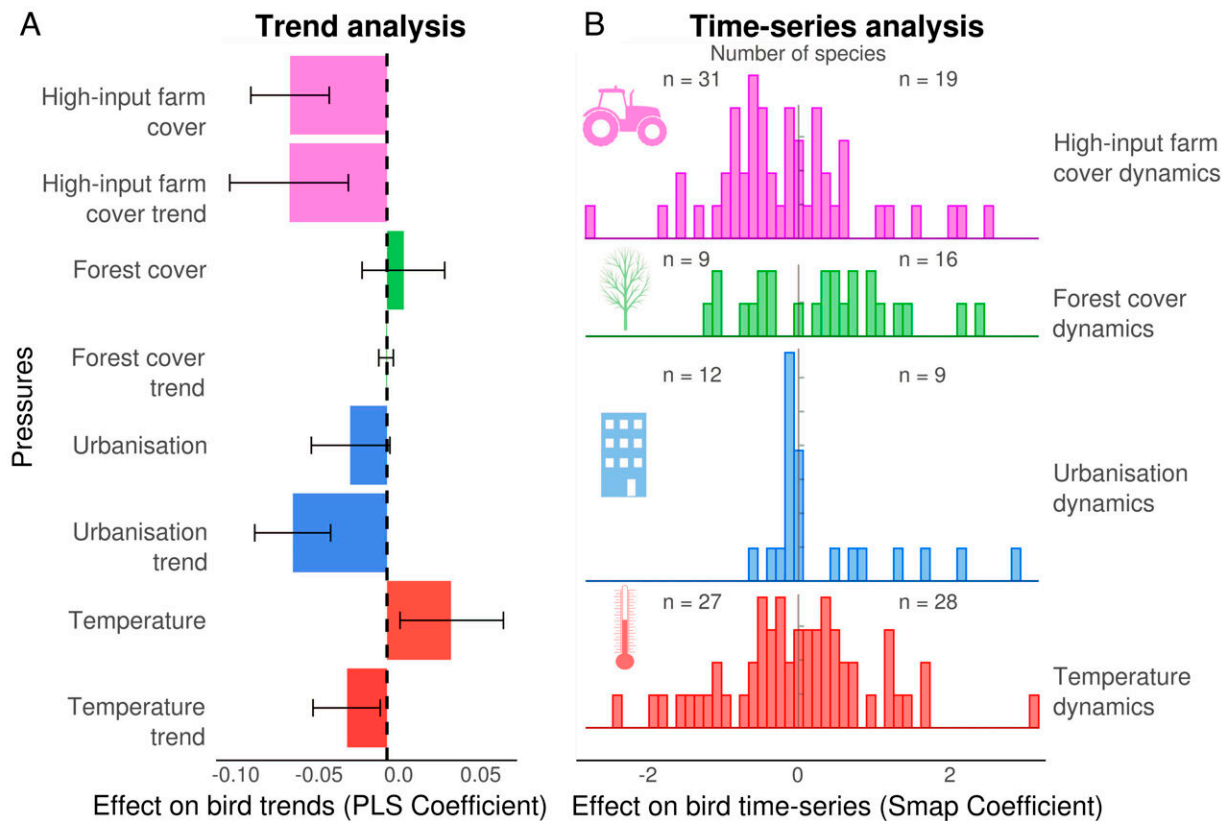 A
Trend analysis
Pressures
High-input farm
cover
High-input farm
cover trend
Forest cover
Forest cover
trend
Urbanisation
Urbanisation
trend
Temperature
Temperature
trend
-0.10
-0.05
0.0
0.05
Effect on bird trends (PLS Coefficient)
B
Time-series analysis
Number of species
n = 31
n = 19
High-input farm
cover dynamics
n = 9
n = 16
Forest cover
dynamics
n = 12
n = 9
Urbanisation
dynamics
n = 27
n = 28
Temperature
dynamics
-2
0
2
Effect on bird time-series (Smap Coefficient)